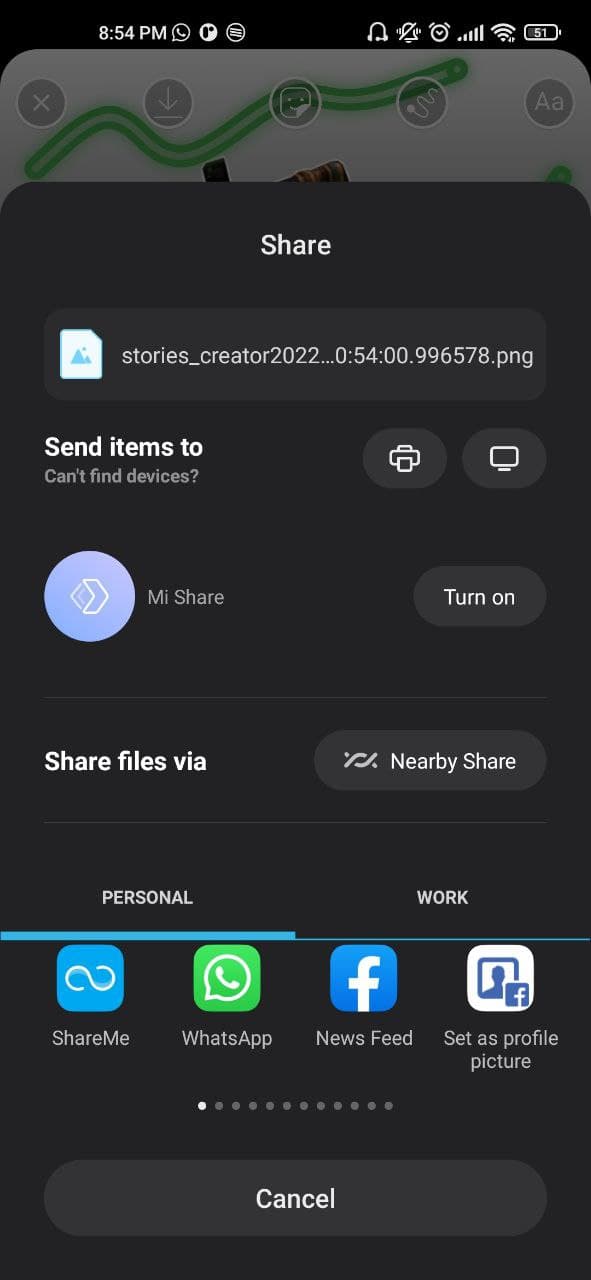 8:54 PM
51
Aa
Share
stories_creator2022...0:54:00.996578.png
Send items to
Can't find devices?
Mi Share
Turn on
Share files via
Nearby Share
PERSONAL
WORK
ShareMe
WhatsApp
News Feed
Set as profile
picture
Cancel